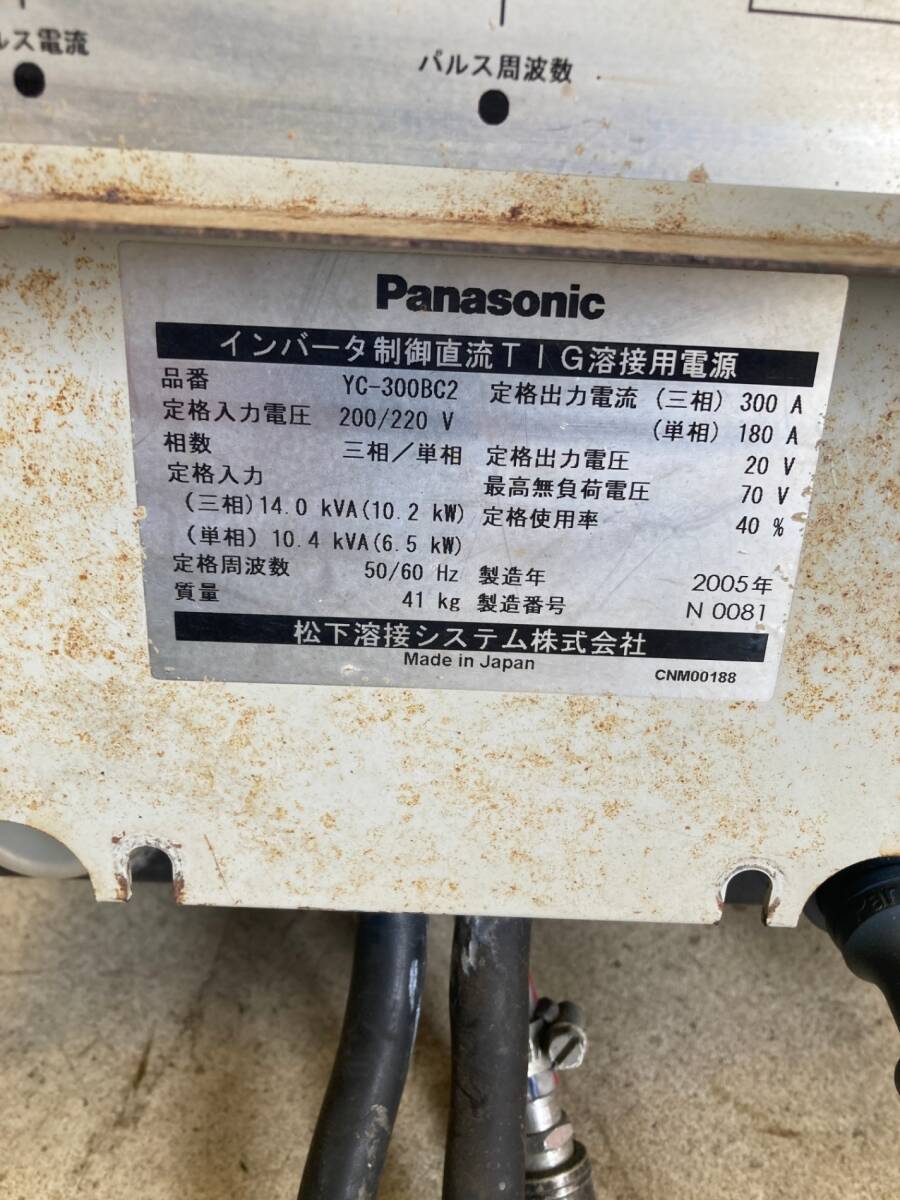 ルス電流
パルス周波数
Panasonic
インバータ制御直流TIG溶接用電源
品番 YC-300BC2
定格入力電圧 200/220 V
相数 三相/単相
定格入力
(三相)14.0 kVA(10.2 kW)
(単相)10.4 kVA(6.5 kW)
定格周波数 50/60 Hz
質量 41 kg
定格出力電流 (三相) 300 A
(単相) 180 A
定格出力電圧 20 V
最高無負荷電圧 70 V
定格使用率 40 %
製造年 2005年
製造番号 N 0081
松下溶接システム株式会社
Made in Japan
CNM00188